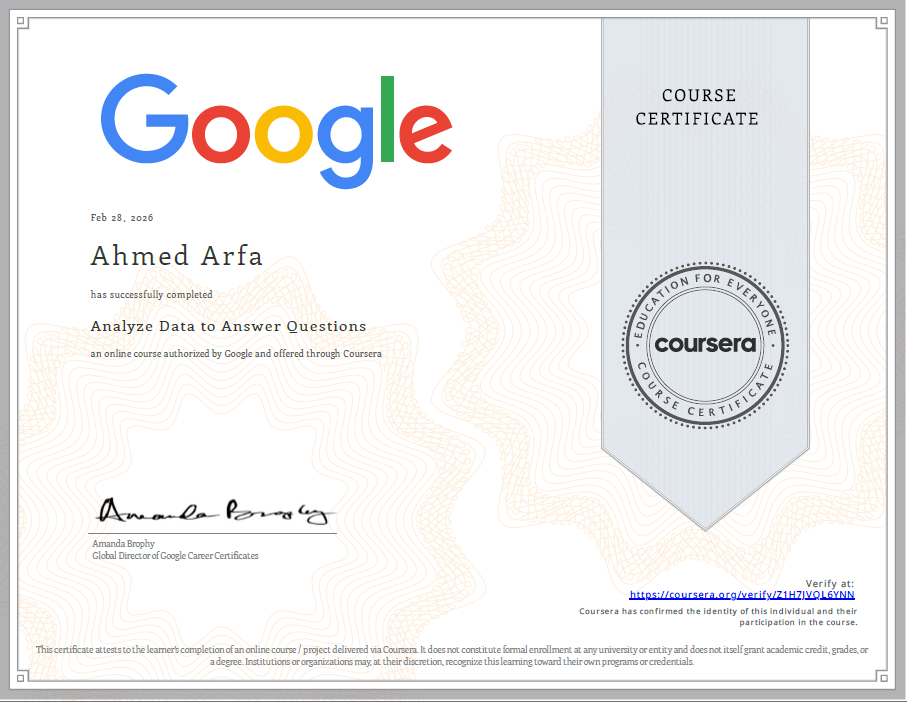 Google
COURSE
CERTIFICATE
Feb 28, 2026
Ahmed Arfa
has successfully completed
Analyze Data to Answer Questions
an online course authorized by Google and offered through Coursera
EDUCATION FOR EVERYONE
coursera
COURSE CERTIFICATE
Amanda Brophy
Amanda Brophy
Global Director of Google Career Certificates
Verify at:
https://coursera.org/verify/Z1H7JVQL6YNN
Coursera has confirmed the identity of this individual and their
participation in the course.
This certificate attests to the learner's completion of an online course / project delivered via Coursera. It does not constitute formal enrollment at any university or entity and does not itself grant academic credit, grades, or
a degree. Institutions or organizations may, at their discretion, recognize this learning toward their own programs or credentials.